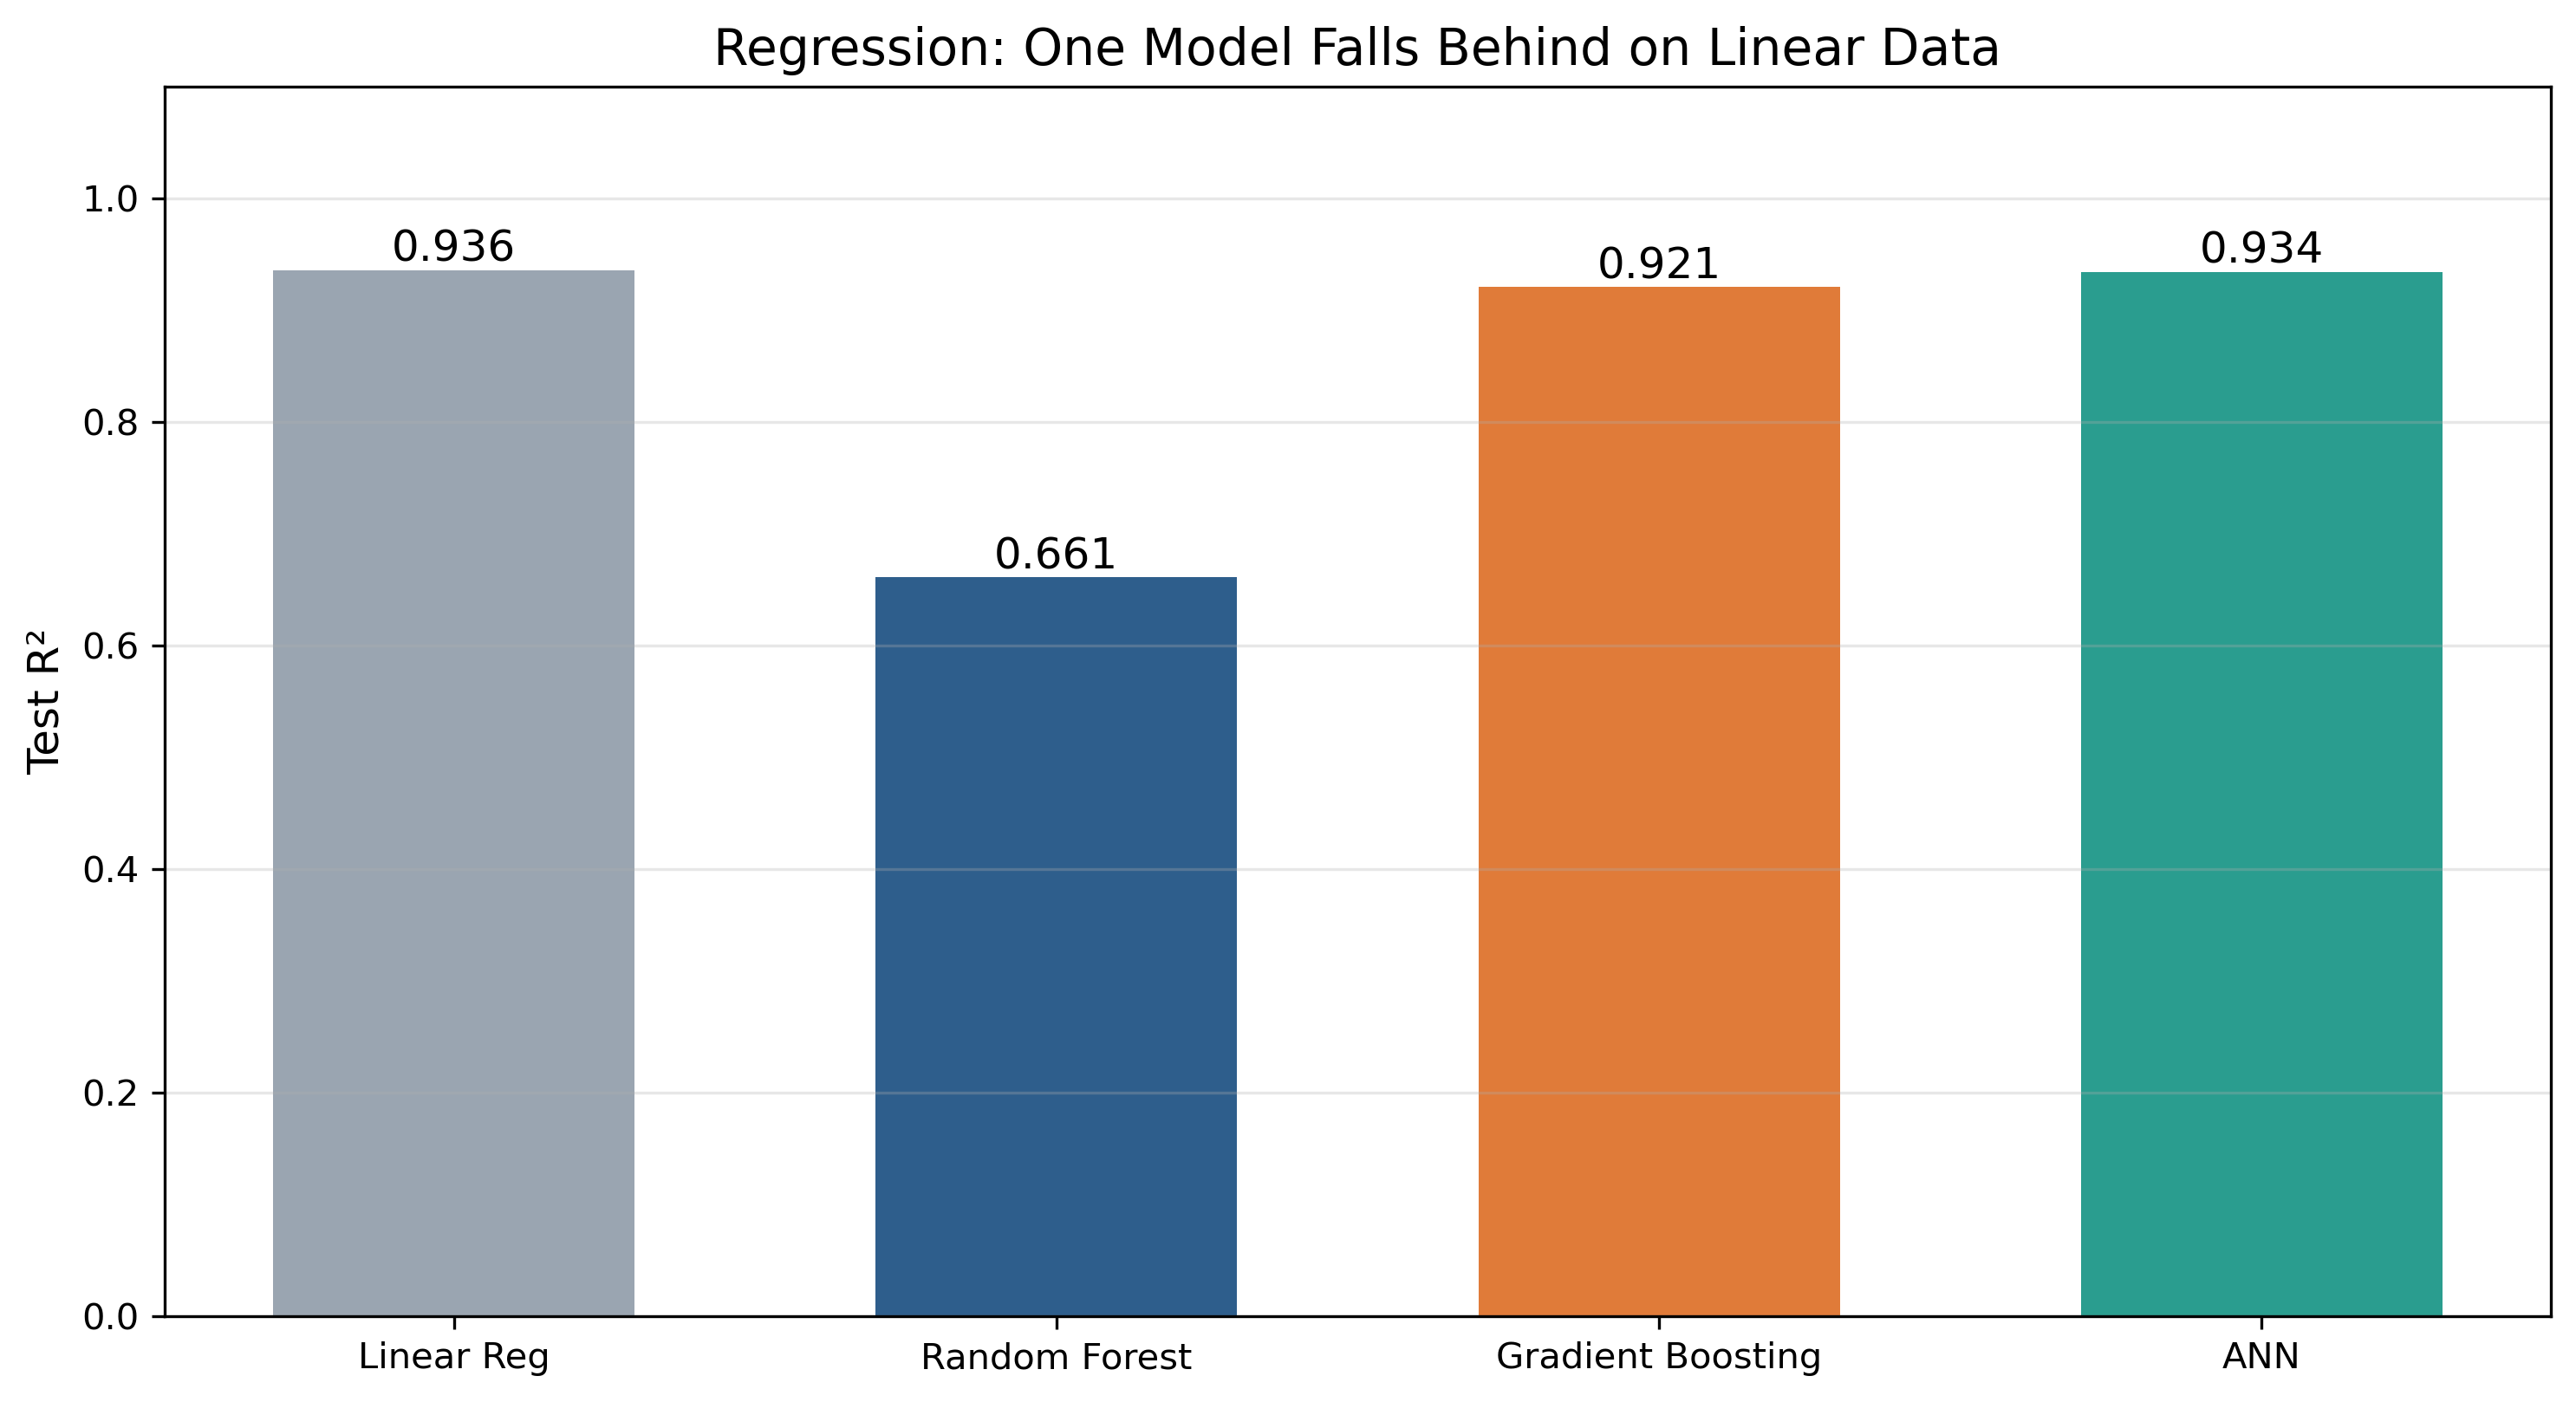 Regression: One Model Falls Behind on Linear Data
Test R²
1.0
0.8
0.6
0.4
0.2
0.0
0.936
0.661
0.921
0.934
Linear Reg
Random Forest
Gradient Boosting
ANN